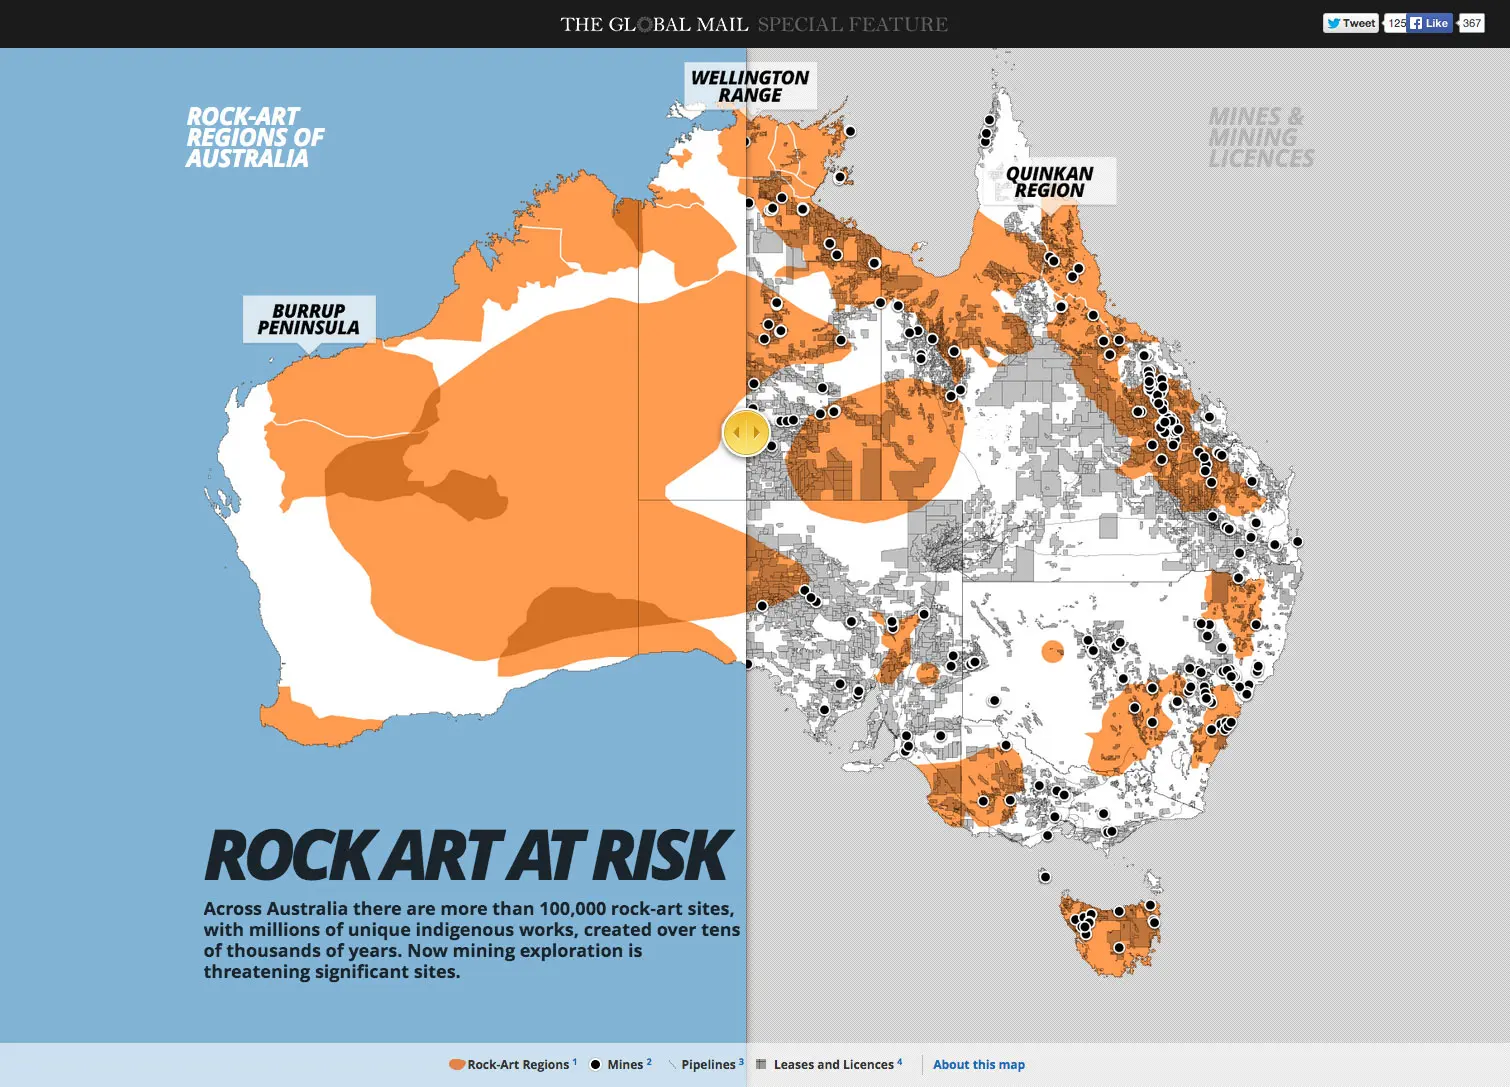 THE GLOBAL MAIL SPECIAL FEATURE
Tweet
125
Like
367
WELLINGTON
RANGE
ROCK-ART
REGIONS OF
AUSTRALIA
MINES &
MINING
LICENCES
QUINKAN
REGION
BURRUP
PENINSULA
ROCK ART AT RISK
Across Australia there are more than 100,000 rock-art sites,
with millions of unique indigenous works, created over tens
of thousands of years. Now mining exploration is
threatening significant sites.
Rock-Art Regions 1
Mines 2
Pipelines 3
Leases and Licences 4
About this map